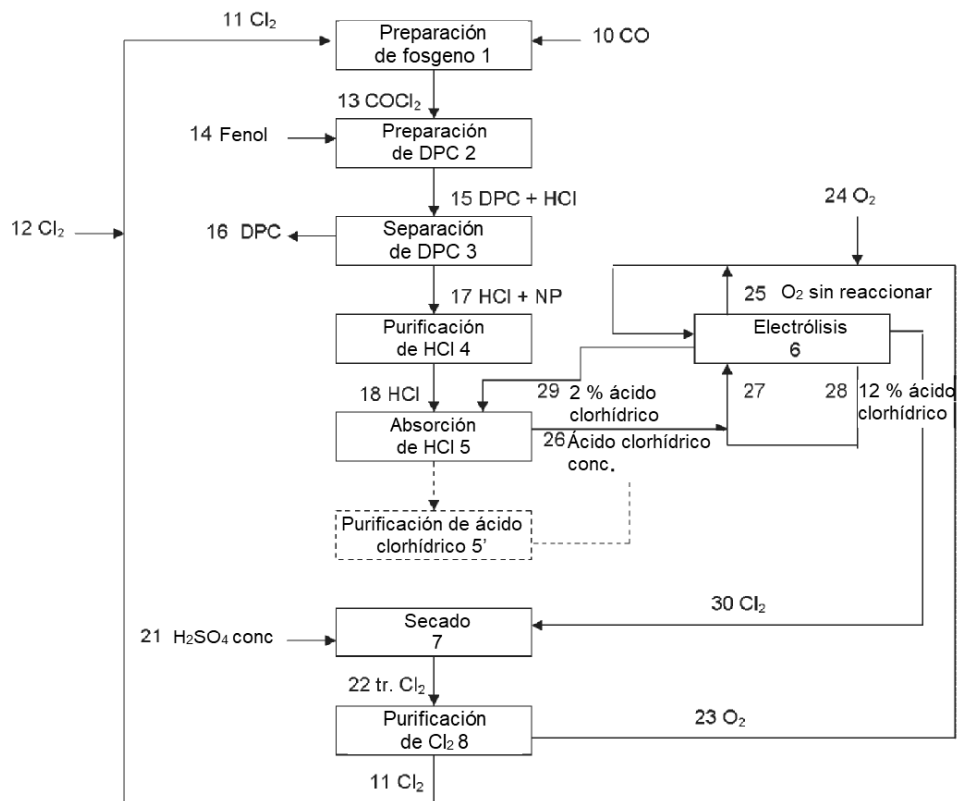 11 Cl₂
Preparación
de fosgeno 1
10 CO
13 COCl₂
14 Fenol
Preparación
de DPC 2
15 DPC + HCl
24 O₂
12 Cl₂
16 DPC
Separación
de DPC 3
17 HCl + NP
25 O₂ sin reaccionar
Purificación
de HCl 4
Electrólisis
6
18 HCl
29 2 % ácido
clorhídrico
27
28 12 % ácido
clorhídrico
Absorción
de HCl 5
26 Ácido clorhídrico
conc.
Purificación de ácido
clorhídrico 5'
30 Cl₂
21 H₂SO₄ conc
Secado
7
22 tr. Cl₂
Purificación
de Cl₂ 8
23 O₂
11 Cl₂